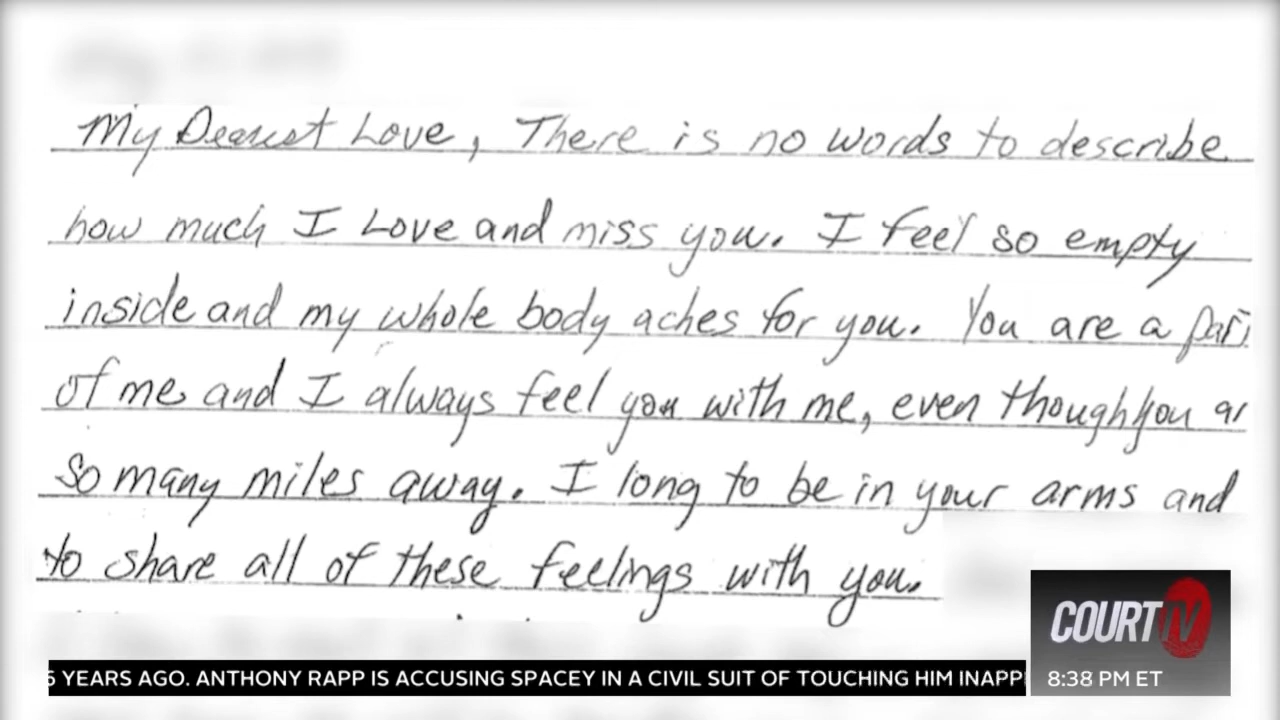 My Dearest Love, There is no words to describe
how much I Love and miss you. I feel so empty
inside and my whole body aches for you. You are a part
of me and I always feel you with me, even though you ar
so many miles away. I long to be in your arms and
to share all of these feelings with you.
COURT TV
YEARS AGO. ANTHONY RAPP IS ACCUSING SPACEY IN A CIVIL SUIT OF TOUCHING HIM INAPP
8:38 PM ET